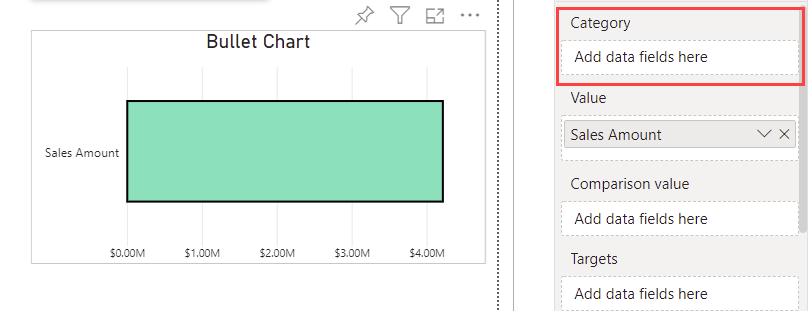 Bullet Chart
Sales Amount
$0.00M $1.00M $2.00M $3.00M $4.00M
Category
Add data fields here
Value
Sales Amount
Comparison value
Add data fields here
Targets
Add data fields here